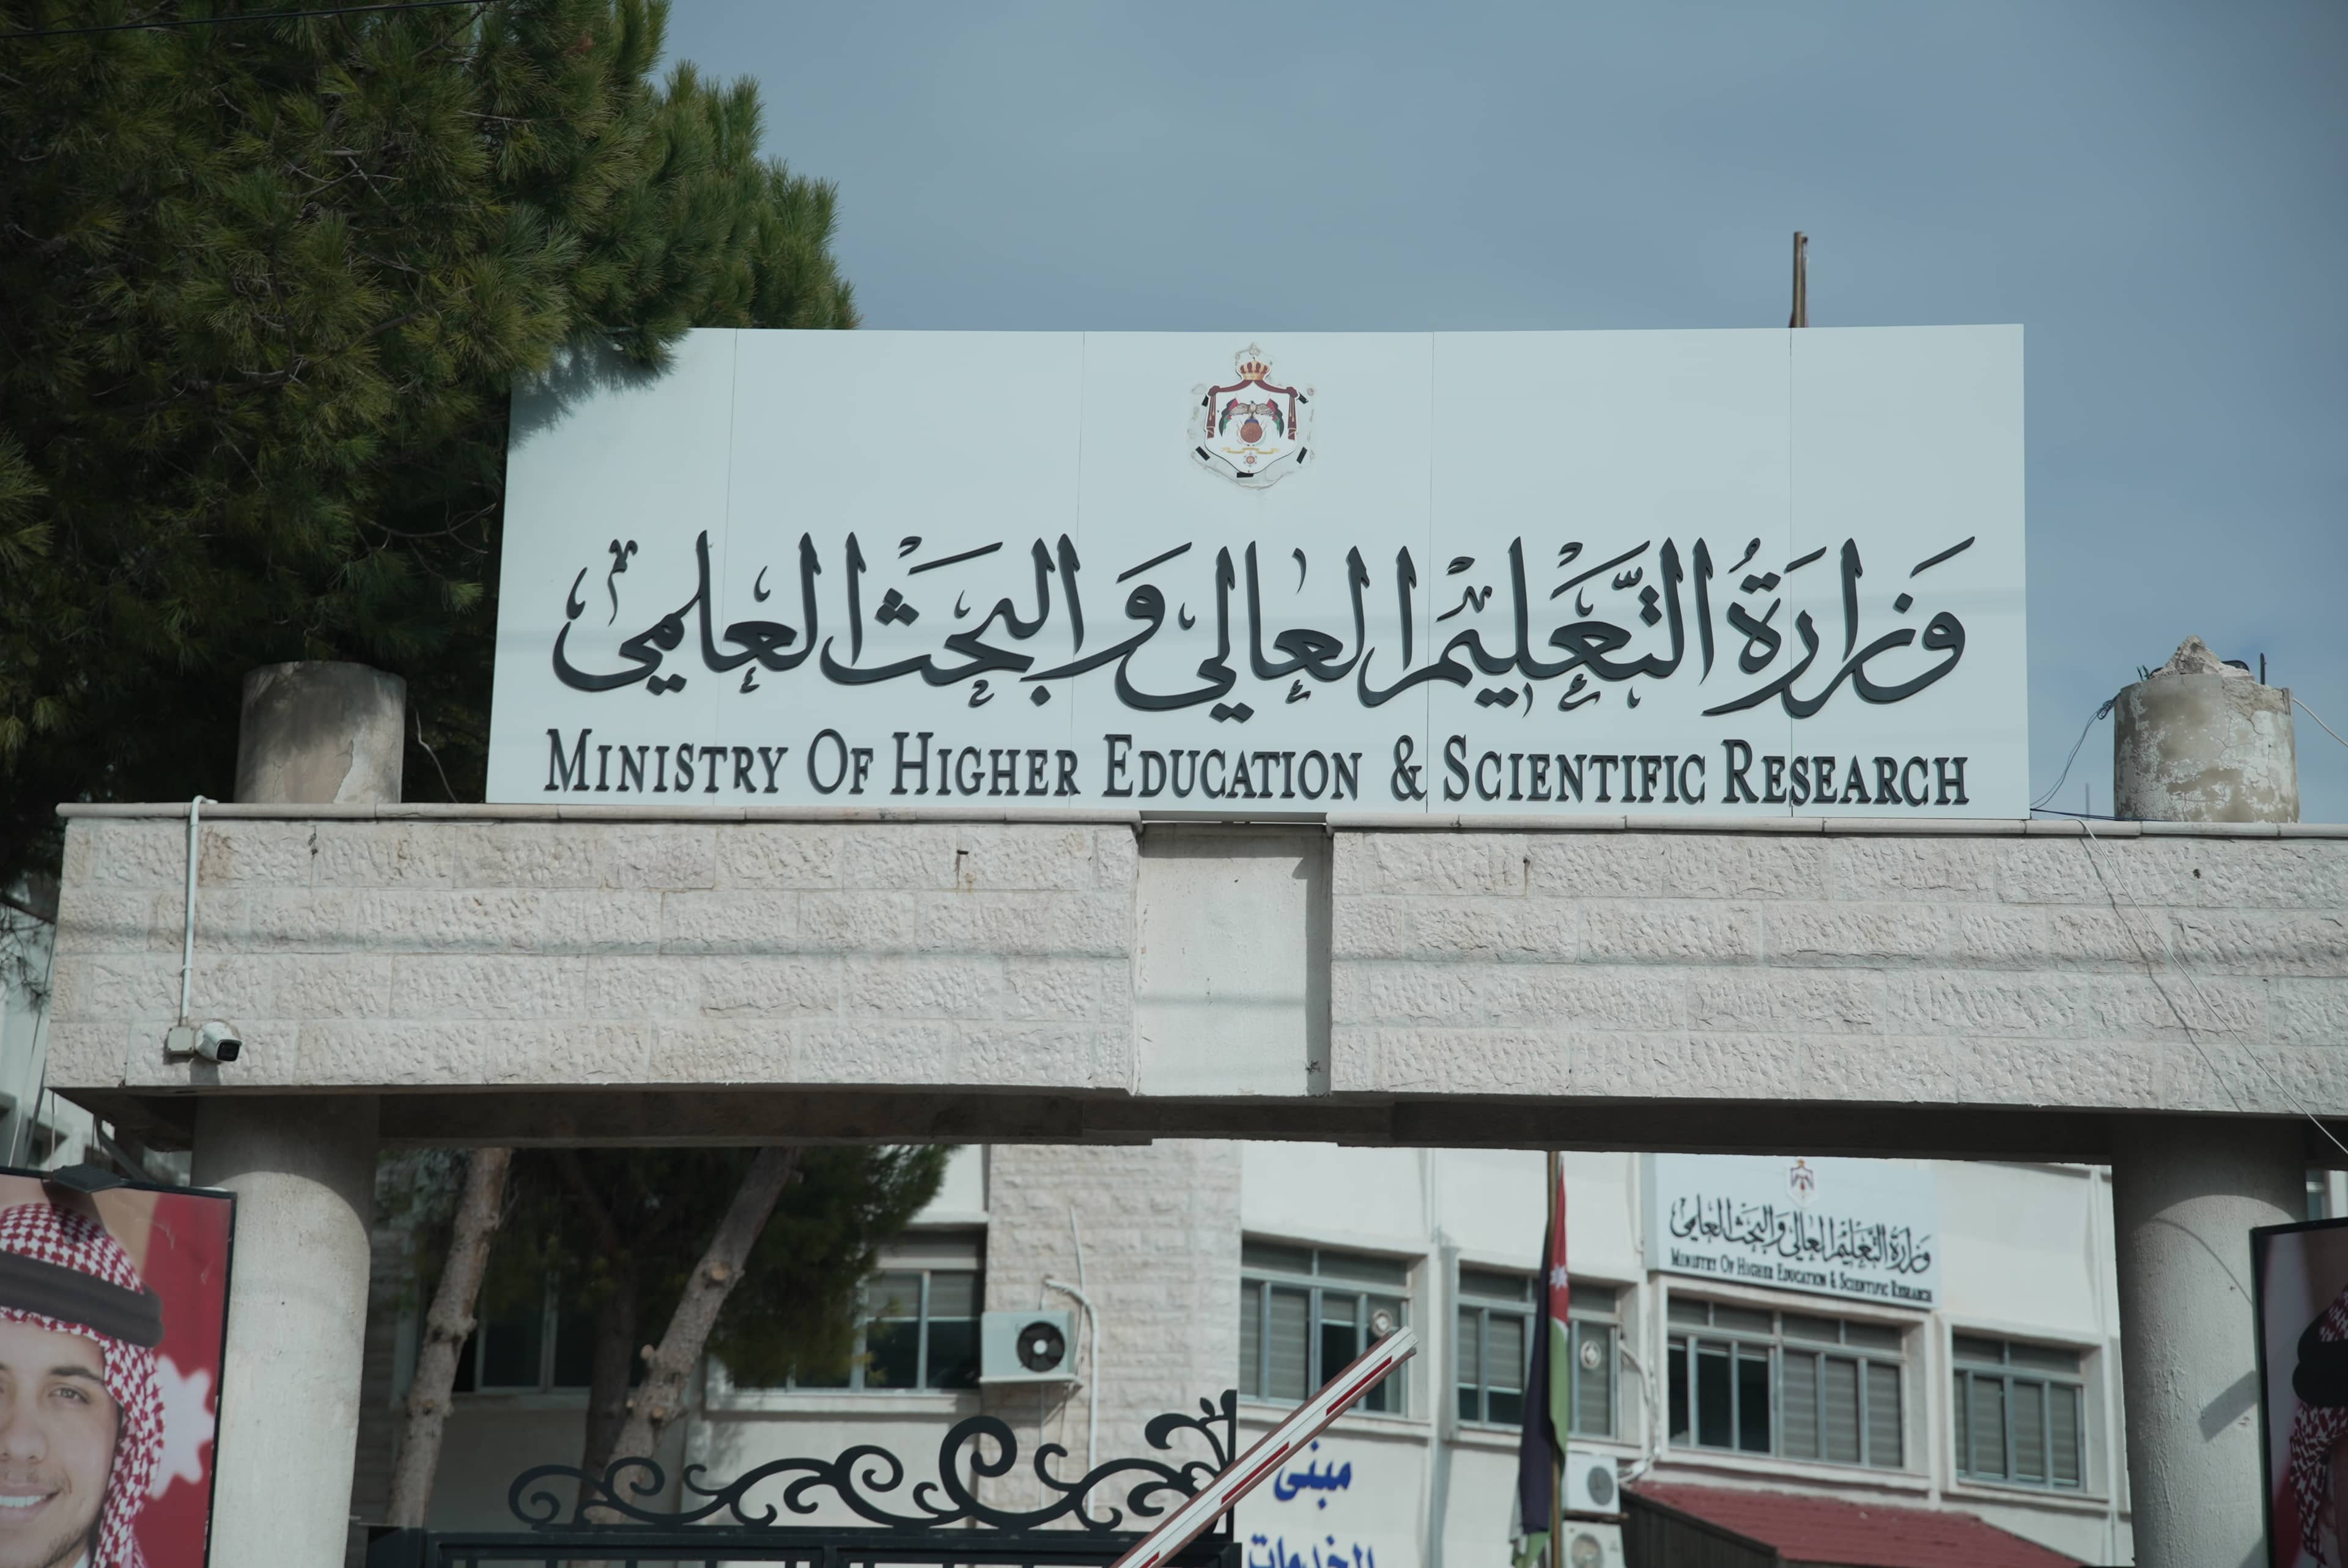 وزارة التعليم العالي والبحث العلمي
MINISTRY OF HIGHER EDUCATION & SCIENTIFIC RESEARCH
وزارة التعليم العالي والبحث العلمي
MINISTRY OF HIGHER EDUCATION & SCIENTIFIC RESEARCH
مبنى
الخدمات